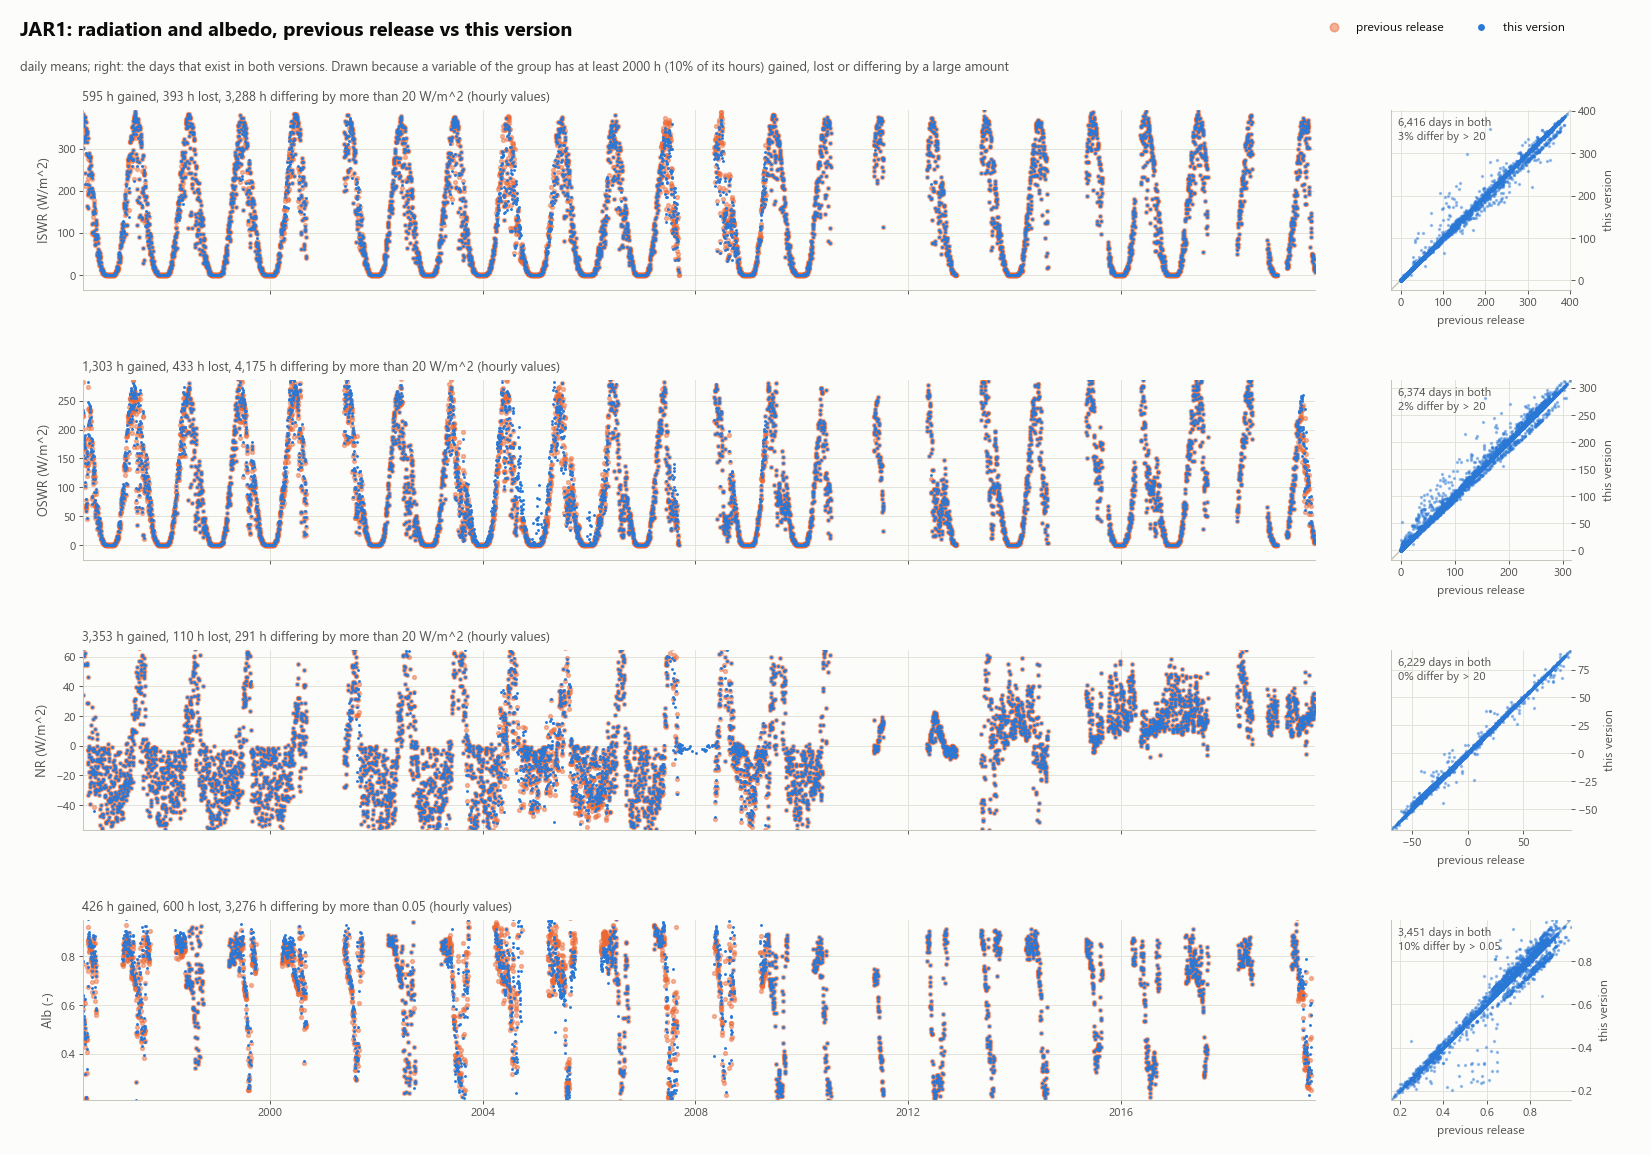 JAR1: radiation and albedo, previous release vs this version
previous release
this version
daily means; right: the days that exist in both versions. Drawn because a variable of the group has at least 2000 h (10% of its hours) gained, lost or differing by a large amount
595 h gained, 393 h lost, 3,288 h differing by more than 20 W/m^2 (hourly values)
ISWR (W/m^2)
300
200
100
0
6,416 days in both
3% differ by > 20
400
300
200
100
0
this version
0 100 200 300 400
previous release
1,303 h gained, 433 h lost, 4,175 h differing by more than 20 W/m^2 (hourly values)
OSWR (W/m^2)
250
200
150
100
50
0
6,374 days in both
2% differ by > 20
300
250
200
150
100
50
0
this version
0 100 200 300
previous release
3,353 h gained, 110 h lost, 291 h differing by more than 20 W/m^2 (hourly values)
NR (W/m^2)
60
40
20
0
−20
−40
6,229 days in both
0% differ by > 20
75
50
25
0
−25
−50
this version
−50 0 50
previous release
426 h gained, 600 h lost, 3,276 h differing by more than 0.05 (hourly values)
Alb (-)
0.8
0.6
0.4
2000 2004 2008 2012 2016
3,451 days in both
10% differ by > 0.05
0.8
0.6
0.4
0.2
this version
0.2 0.4 0.6 0.8
previous release